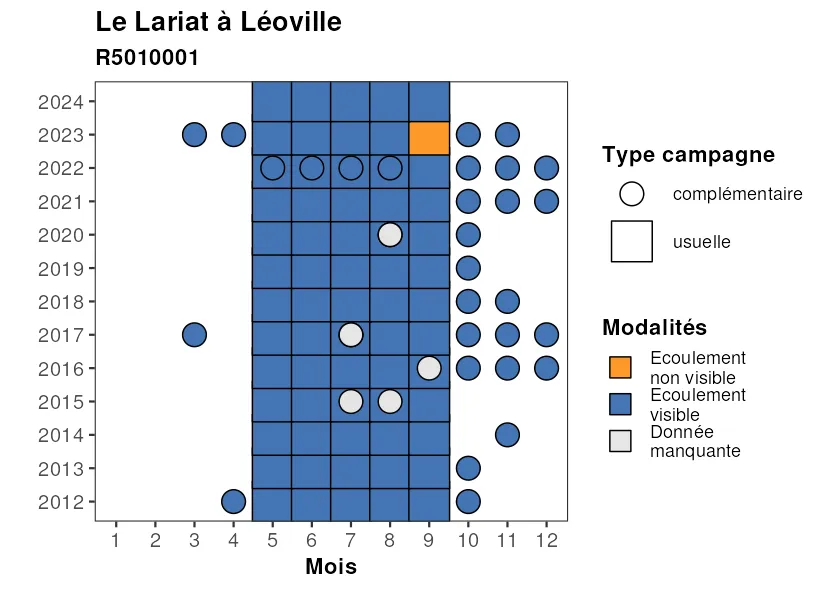 Le Lariat à Léoville
R5010001
2024
2023
2022
2021
2020
2019
2018
2017
2016
2015
2014
2013
2012
1 2 3 4 5 6 7 8 9 10 11 12
Mois
Type campagne
complémentaire
usuelle
Modalités
Ecoulement
non visible
Ecoulement
visible
Donnée
manquante